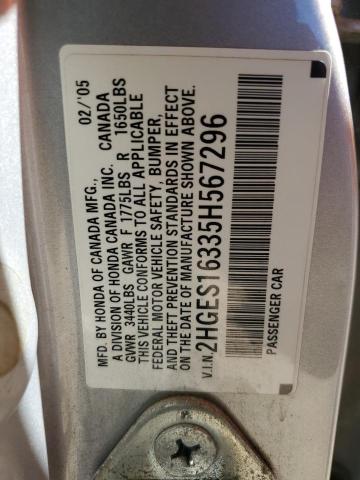 MFD. BY HONDA OF CANADA MFG., 02/'05
A DIVISION OF HONDA CANADA INC. CANADA
GVWR 3440LBS GAWR F 1775LBS R 1650LBS
THIS VEHICLE CONFORMS TO ALL APPLICABLE
FEDERAL MOTOR VEHICLE SAFETY, BUMPER,
AND THEFT PREVENTION STANDARDS IN EFFECT
ON THE DATE OF MANUFACTURE SHOWN ABOVE.
V.I.N. 2HGES16335H567296
PASSENGER CAR